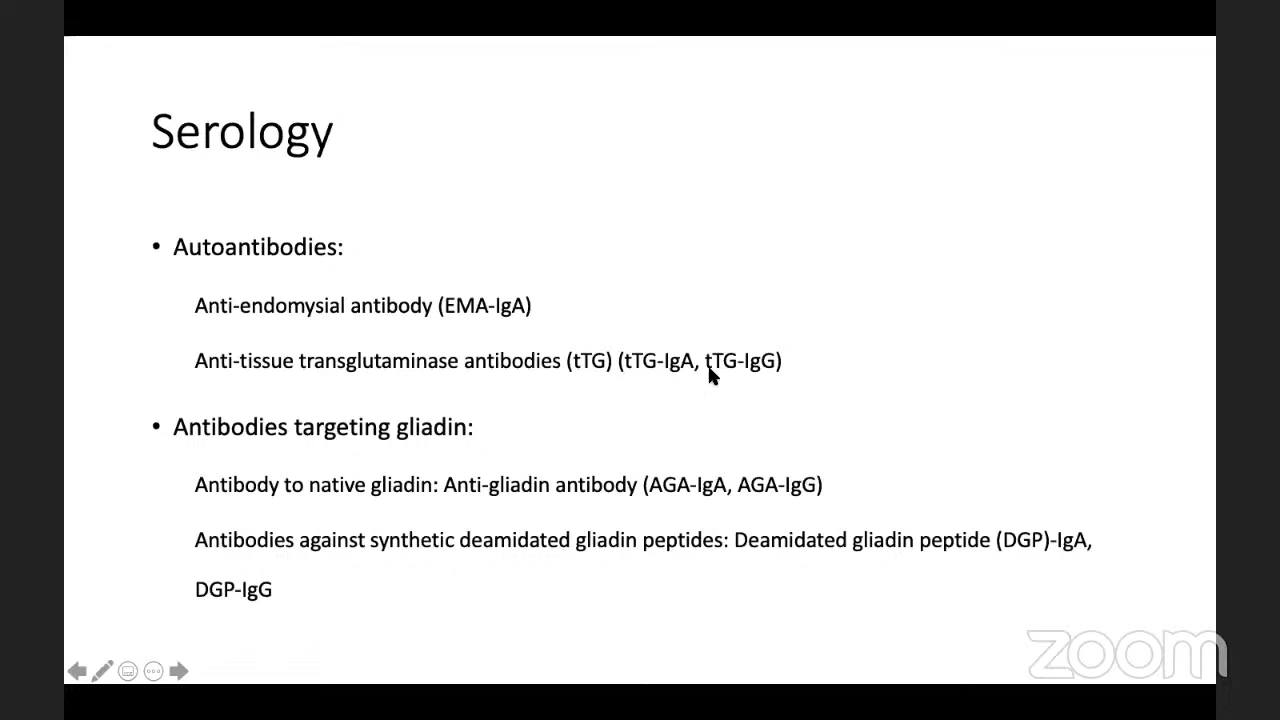 Serology
• Autoantibodies:
Anti-endomysial antibody (EMA-IgA)
Anti-tissue transglutaminase antibodies (tTG) (tTG-IgA, tTG-IgG)
• Antibodies targeting gliadin:
Antibody to native gliadin: Anti-gliadin antibody (AGA-IgA, AGA-IgG)
Antibodies against synthetic deamidated gliadin peptides: Deamidated gliadin peptide (DGP)-IgA,
DGP-IgG
zoom